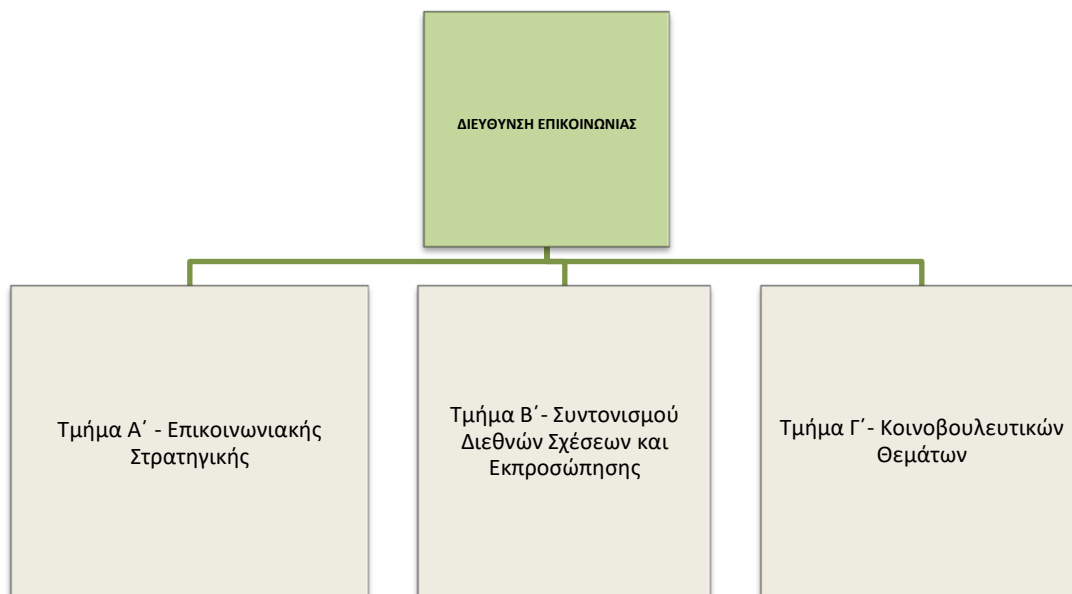 ΔΙΕΥΘΥΝΣΗ ΕΠΙΚΟΙΝΩΝΙΑΣ
Τμήμα Α΄ - Επικοινωνιακής
Στρατηγικής
Τμήμα Β΄- Συντονισμού
Διεθνών Σχέσεων και
Εκπροσώπησης
Τμήμα Γ΄- Κοινοβουλευτικών
Θεμάτων